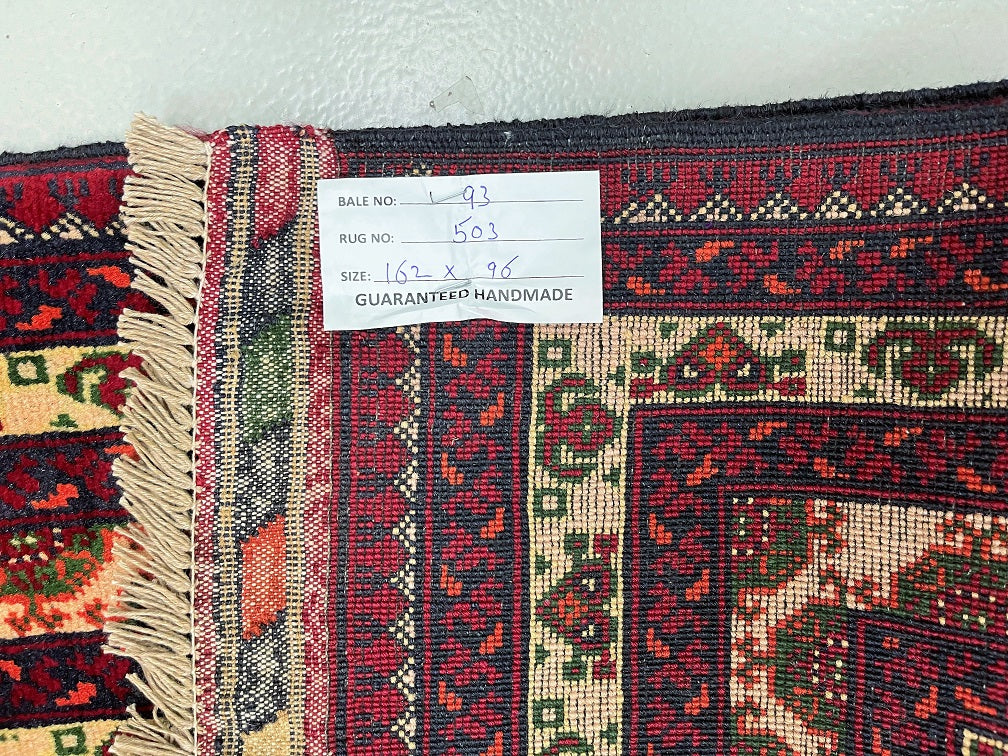 BALE NO: 93
RUG NO: 503
SIZE: 162 x 96
GUARANTEED HANDMADE